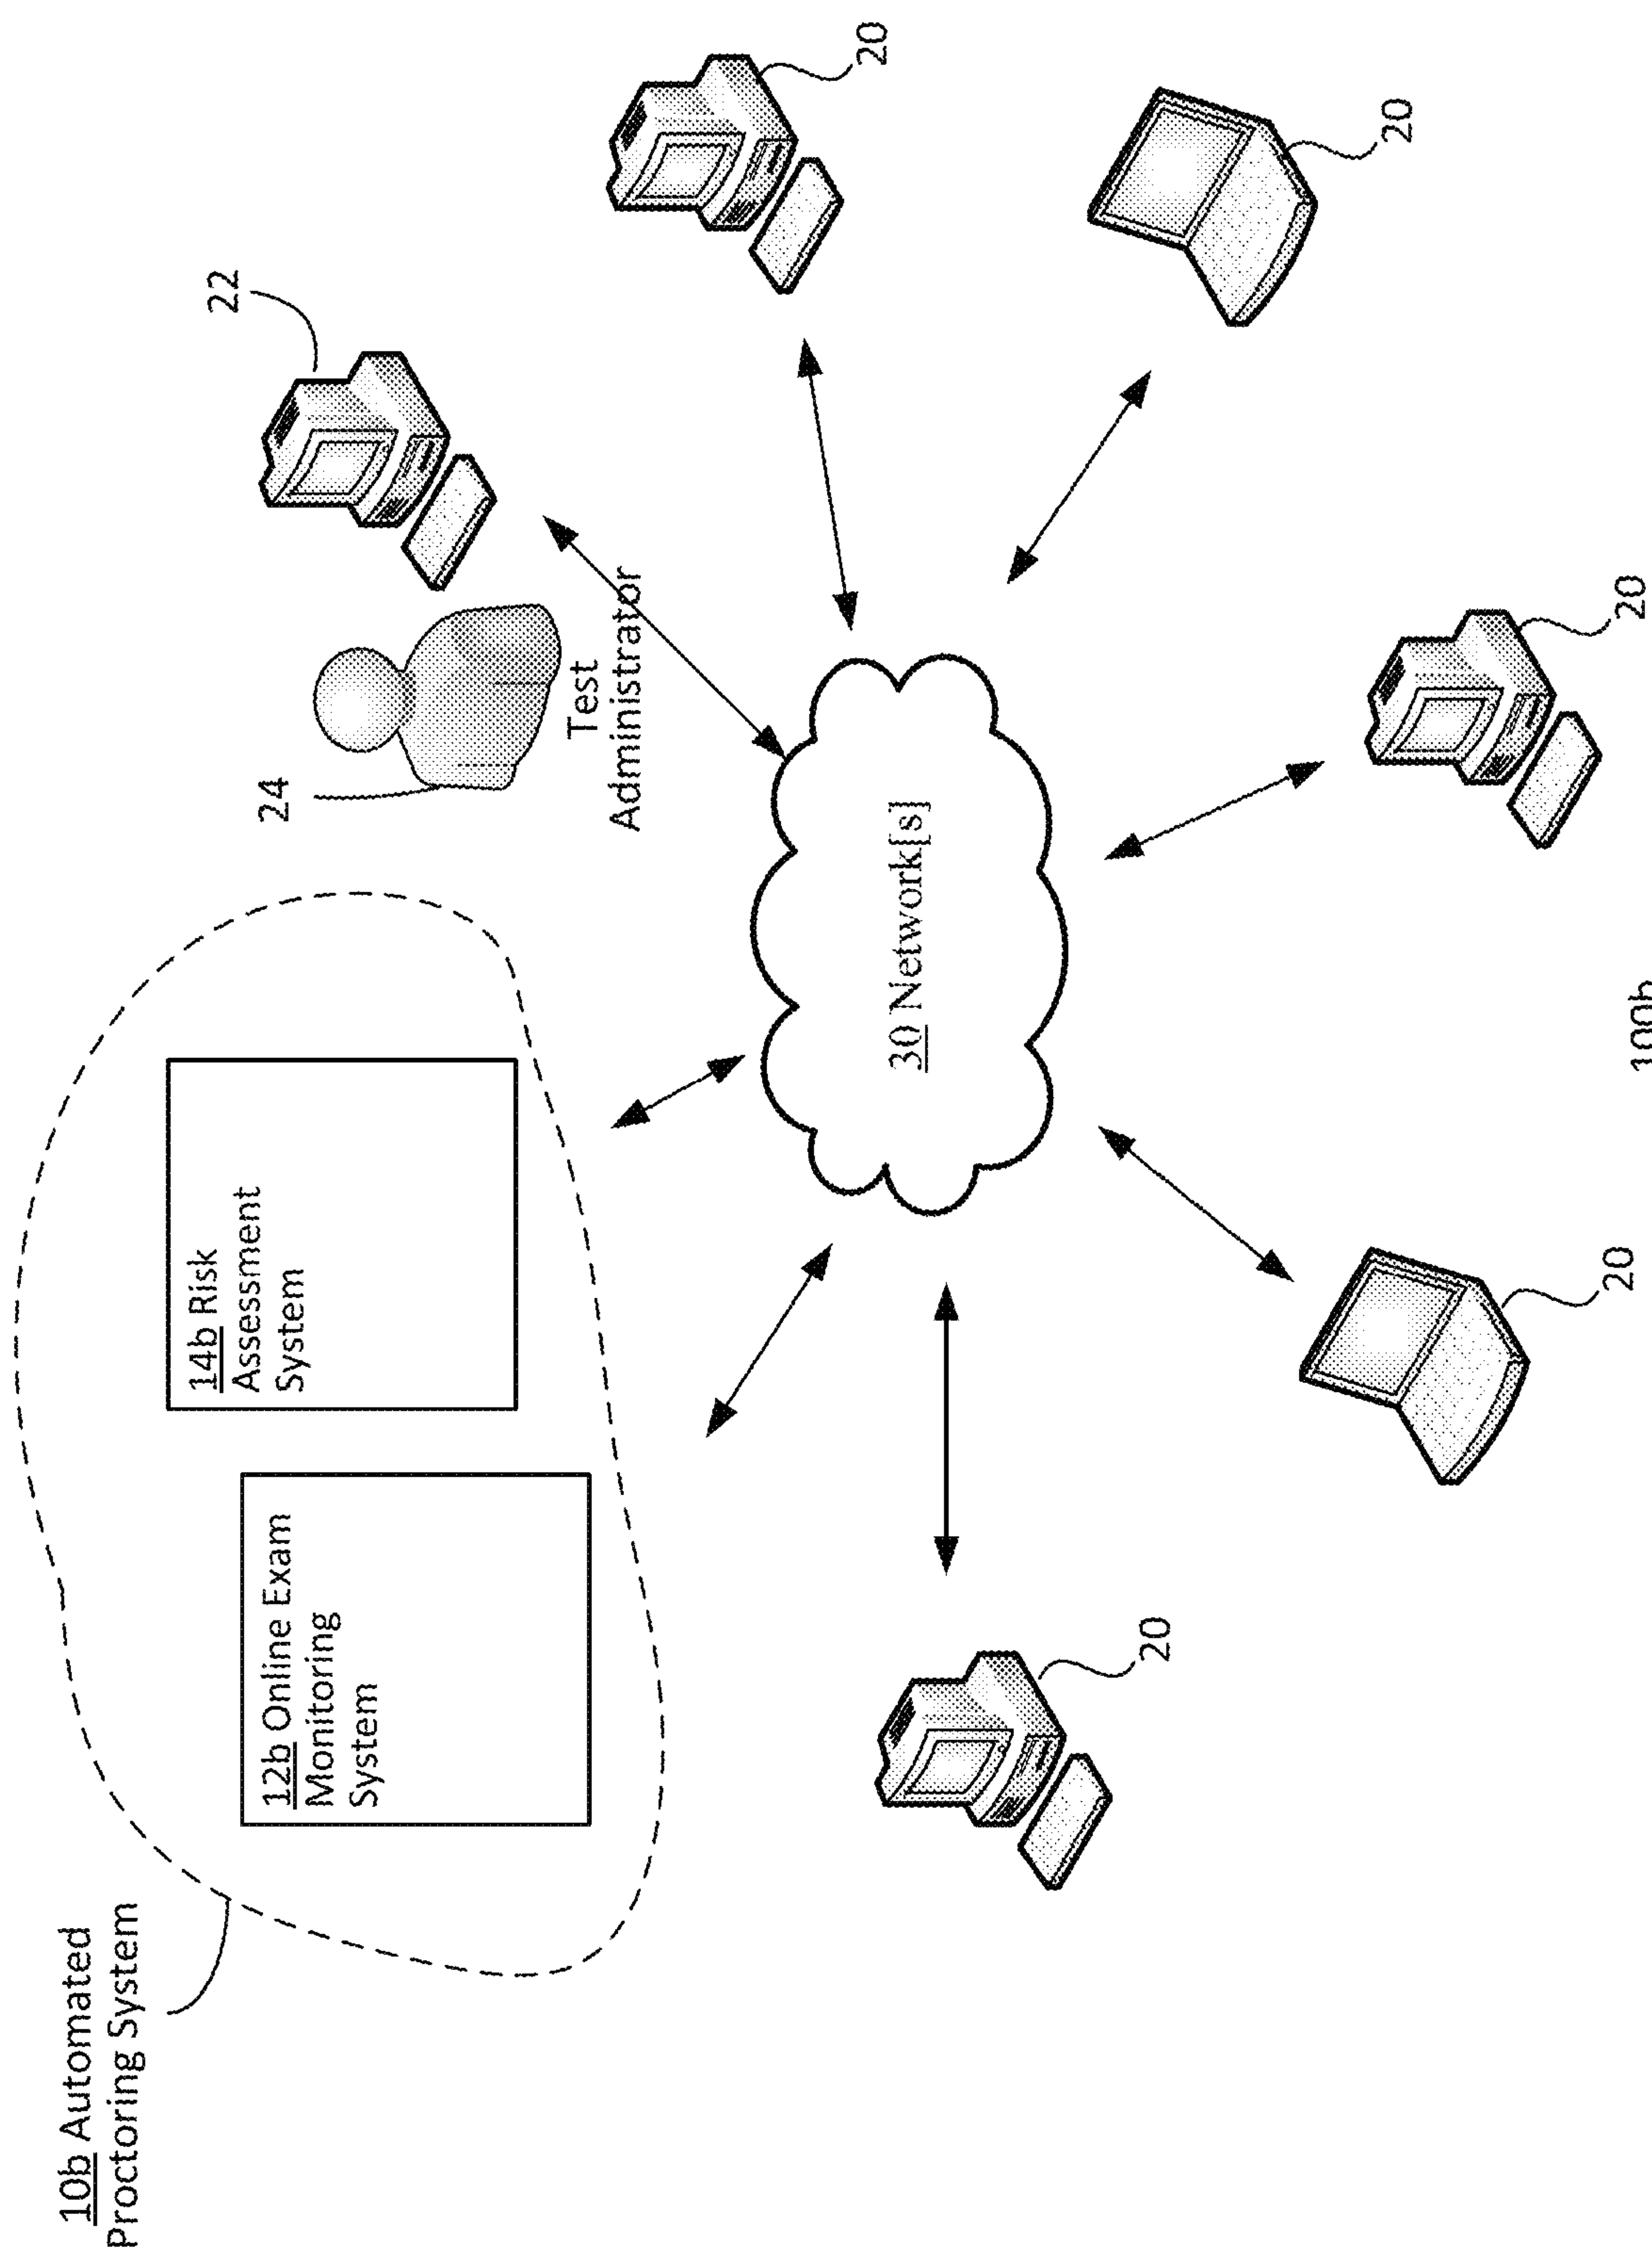 10b Automated
Proctoring System
12b Online Exam
Monitoring
System
14b Risk
Assessment
System
24
Test
Administrator
22
20
30 Network[s]
20
20
20
20
100b